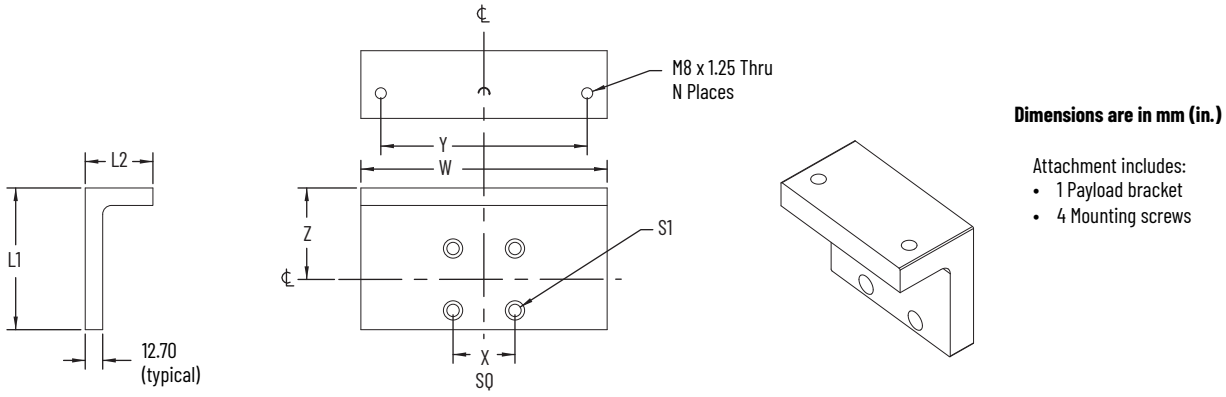 ℄
M8 x 1.25 Thru
N Places
Y
W
L2
L1
Z
S1
℄
X
SQ
12.70
(typical)
Dimensions are in mm (in.)
Attachment includes:
• 1 Payload bracket
• 4 Mounting screws